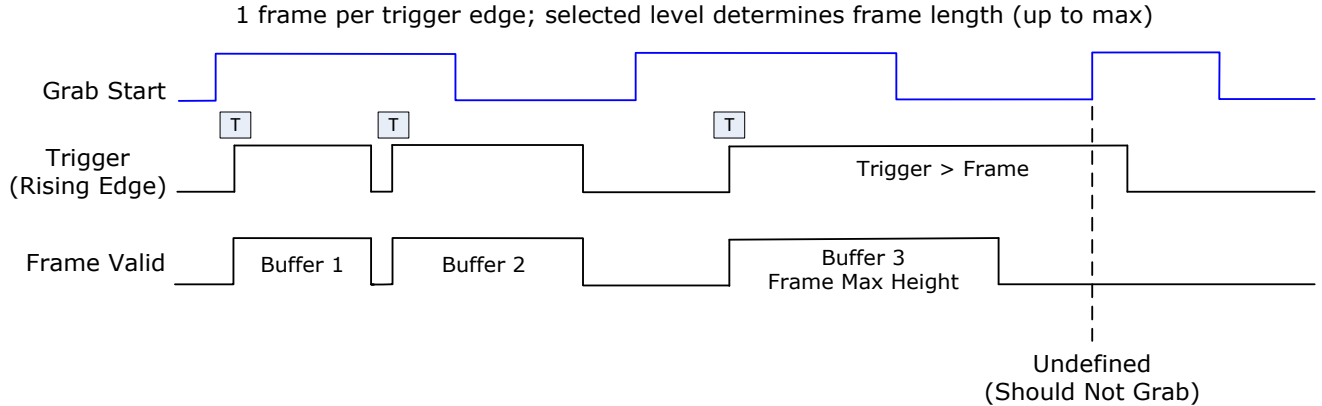 1 frame per trigger edge; selected level determines frame length (up to max)
Grab Start
T
T
T
Trigger
(Rising Edge)
Trigger > Frame
Frame Valid
Buffer 1
Buffer 2
Buffer 3
Frame Max Height
Undefined
(Should Not Grab)